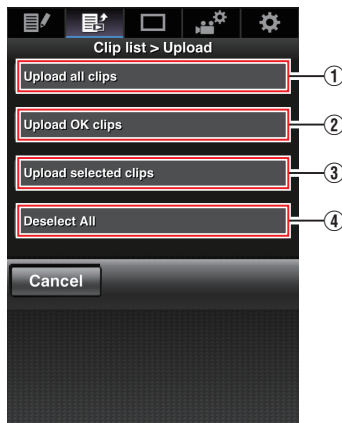 Clip list > Upload
Upload all clips
①
Upload OK clips
②
Upload selected clips
③
Deselect All
④
Cancel